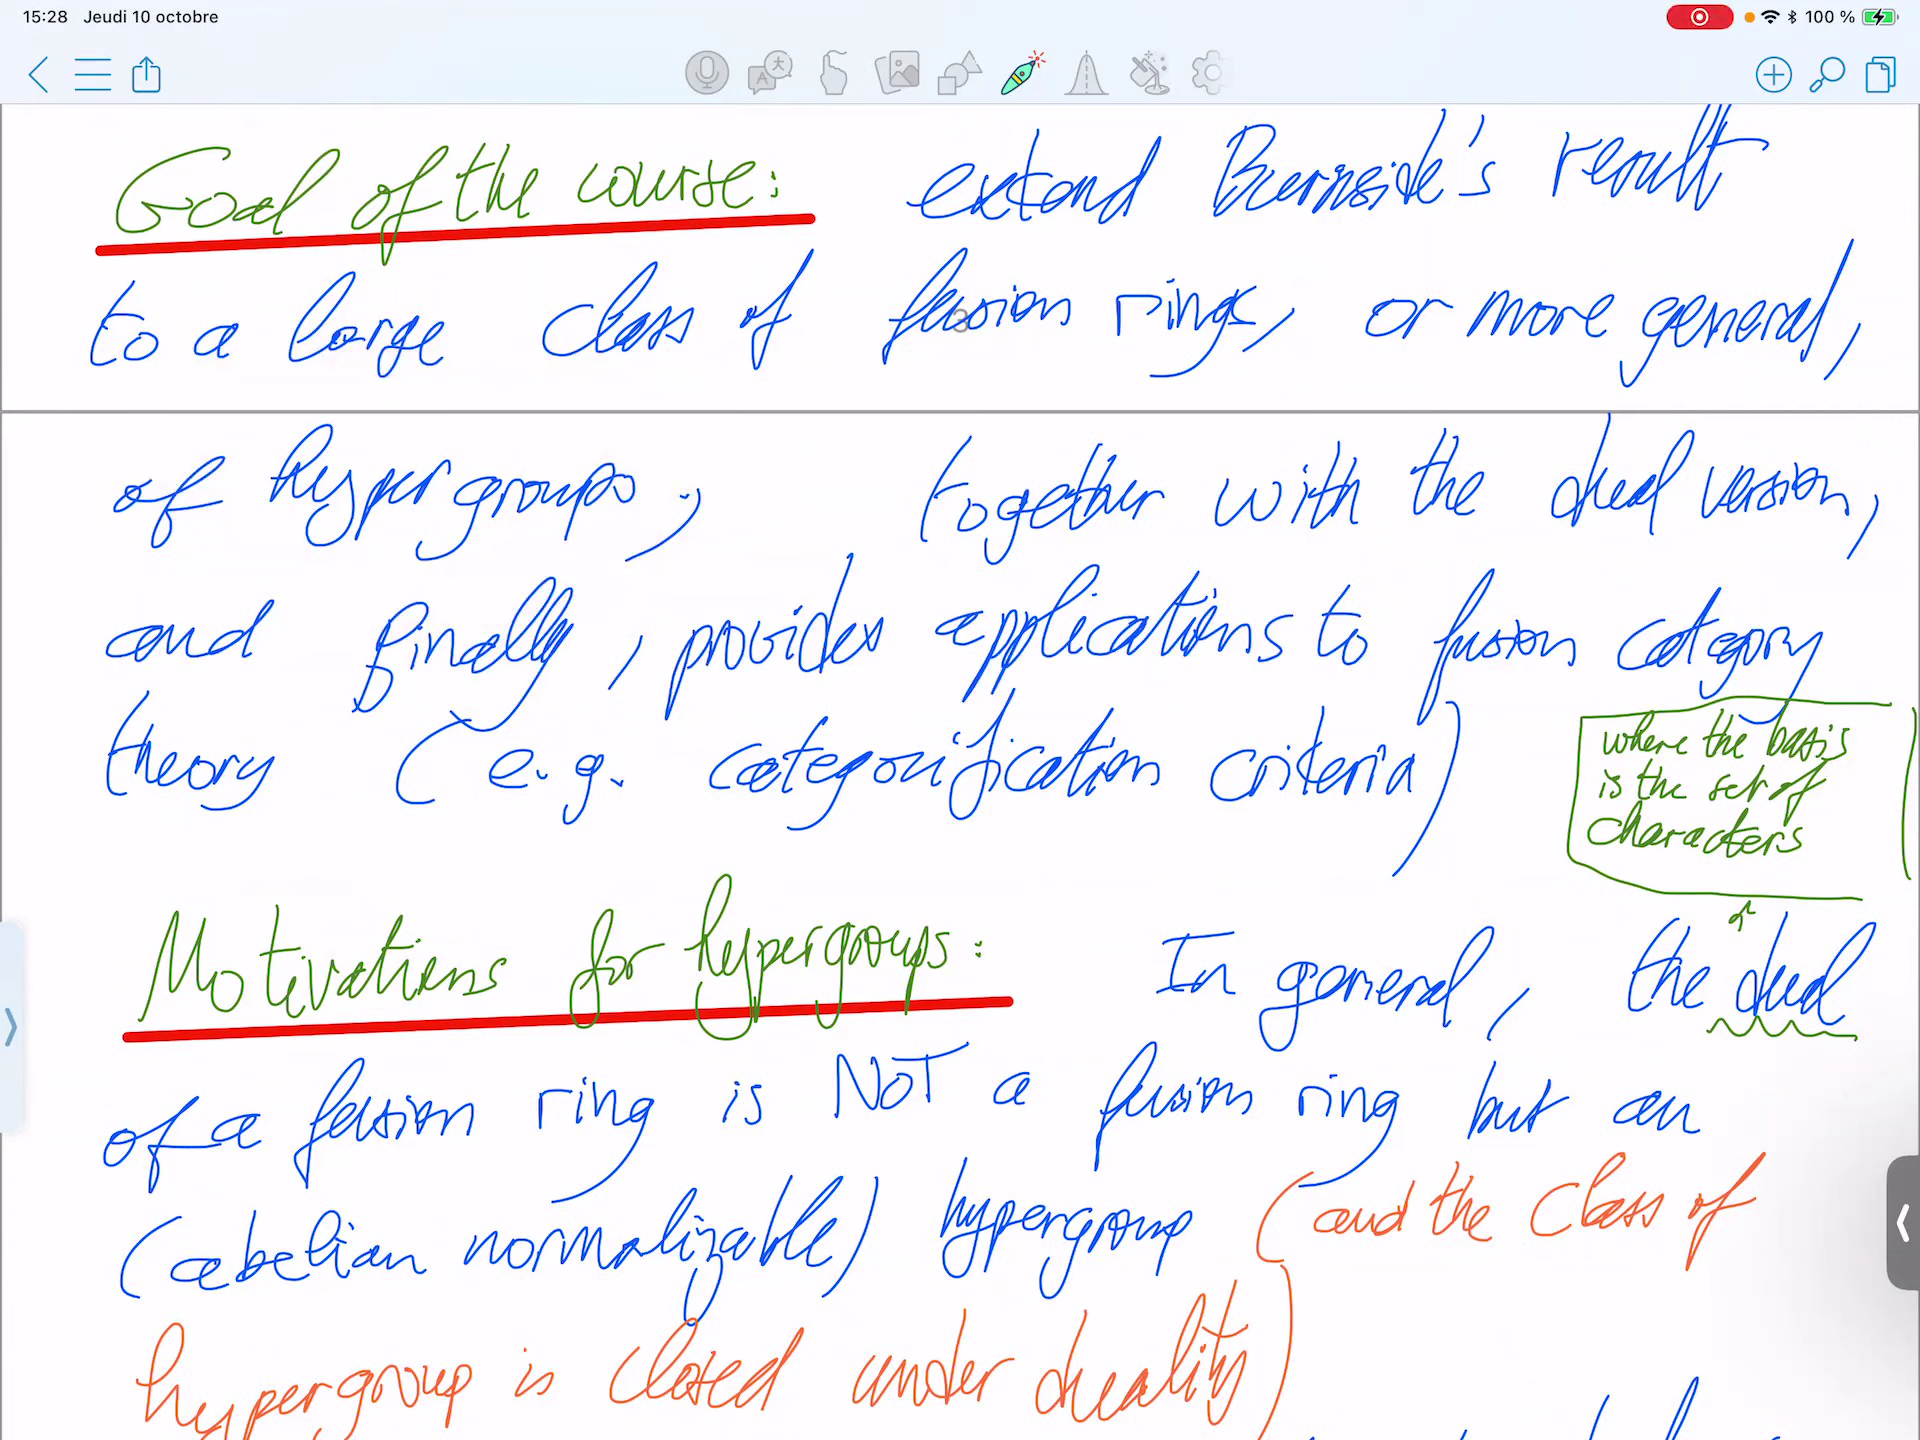 15:28 Jeudi 10 octobre
100 %
Goal of the course: extend Burnside's result
to a large class of fusion rings, or more general,
3
of hypergroups, together with the dual version,
and finally, provides applications to fusion category
theory (e.g. categorification criteria)
where the basis
is the set of
characters
Motivations for hypergroups: In general, the dual
of a fusion ring is NOT a fusion ring but an
(abelian normalizable) hypergroup (and the class of
hypergroup is closed under duality)